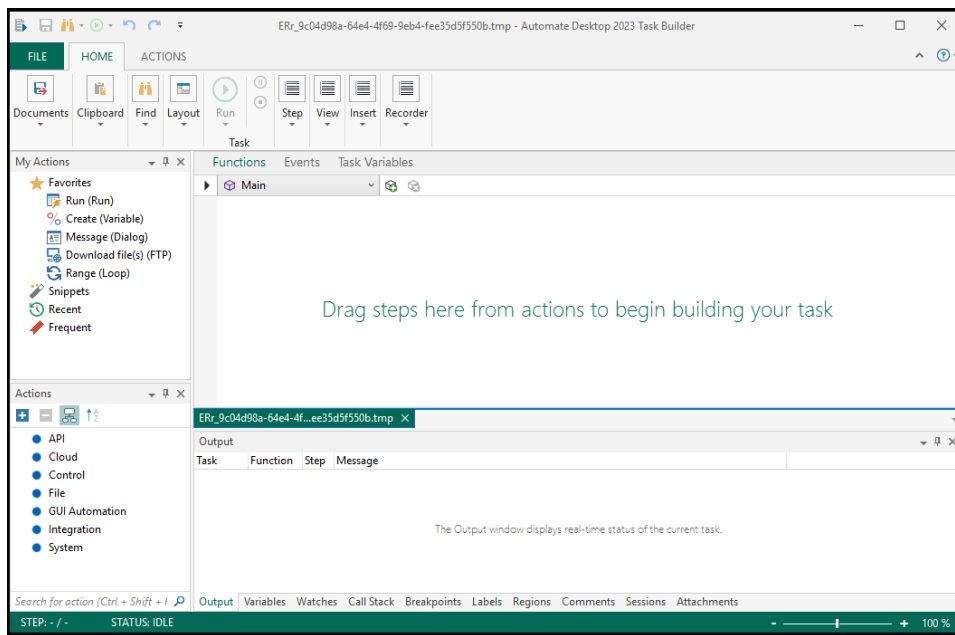 ERr_9c04d98a-64e4-4f69-9eb4-fee35d5f550b.tmp - Automate Desktop 2023 Task Builder
FILE HOME ACTIONS
Documents Clipboard Find Layout Run Step View Insert Recorder
Task
My Actions
Favorites
Run (Run)
Create (Variable)
Message (Dialog)
Download file(s) (FTP)
Range (Loop)
Snippets
Recent
Frequent
Functions Events Task Variables
Main
Drag steps here from actions to begin building your task
Actions
API
Cloud
Control
File
GUI Automation
Integration
System
Search for action (Ctrl + Shift +
ERr_9c04d98a-64e4-4f...ee35d5f550b.tmp
Output
Task Function Step Message
The Output window displays real-time status of the current task.
Output Variables Watches Call Stack Breakpoints Labels Regions Comments Sessions Attachments
STEP: - / - STATUS: IDLE - + 100 %